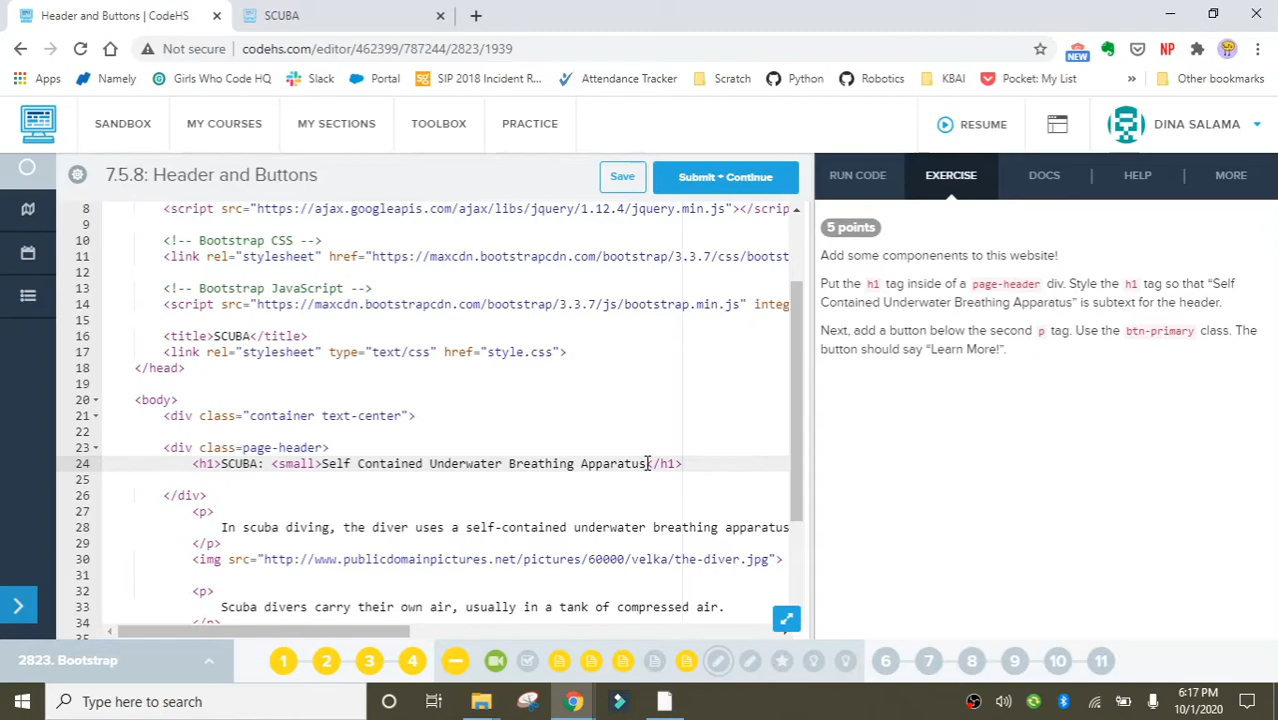 Header and Buttons | CodeHS
SCUBA
Not secure codehs.com/editor/462399/787244/2823/1939
NEW
NP
Apps Namely Girls Who Code HQ Slack Portal SIP 2018 Incident R... Attendance Tracker Scratch Python Robotics KBAI Pocket: My List » Other bookmarks
SANDBOX MY COURSES MY SECTIONS TOOLBOX PRACTICE RESUME DINA SALAMA
7.5.8: Header and Buttons Save Submit + Continue RUN CODE EXERCISE DOCS HELP MORE
8 <script src="https://ajax.googleapis.com/ajax/libs/jquery/1.12.4/jquery.min.js"></scrip
9
10 <!-- Bootstrap CSS -->
11 <link rel="stylesheet" href="https://maxcdn.bootstrapcdn.com/bootstrap/3.3.7/css/bootst
12
13 <!-- Bootstrap JavaScript -->
14 <script src="https://maxcdn.bootstrapcdn.com/bootstrap/3.3.7/js/bootstrap.min.js" integ
15
16 <title>SCUBA</title>
17 <link rel="stylesheet" type="text/css" href="style.css">
18 </head>
19
20 <body>
21 <div class="container text-center">
22
23 <div class=page-header>
24 <h1>SCUBA: <small>Self Contained Underwater Breathing Apparatus</h1>
25
26 </div>
27 <p>
28 In scuba diving, the diver uses a self-contained underwater breathing apparatus
29 </p>
30 <img src="http://www.publicdomainpictures.net/pictures/60000/velka/the-diver.jpg">
31
32 <p>
33 Scuba divers carry their own air, usually in a tank of compressed air.
34 </p>
35
5 points
Add some componenents to this website!
Put the h1 tag inside of a page-header div. Style the h1 tag so that “Self
Contained Underwater Breathing Apparatus” is subtext for the header.
Next, add a button below the second p tag. Use the btn-primary class. The
button should say “Learn More!”.
2823. Bootstrap 1 2 3 4 6 7 8 9 10 11
Type here to search
6:17 PM
10/1/2020